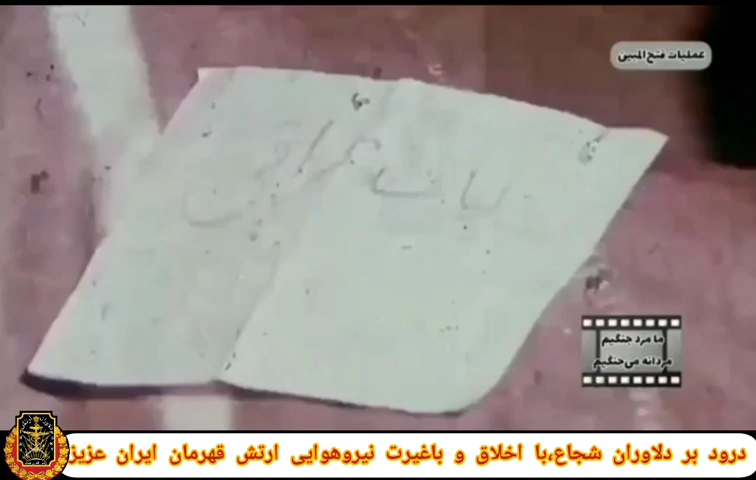 عملیات فتح‌المبین
عراقی
ما مرد جنگیم
مردانه می‌جنگیم
درود بر دلاوران شجاع,با اخلاق و باغیرت نیروهوایی ارتش قهرمان ایران عزیز